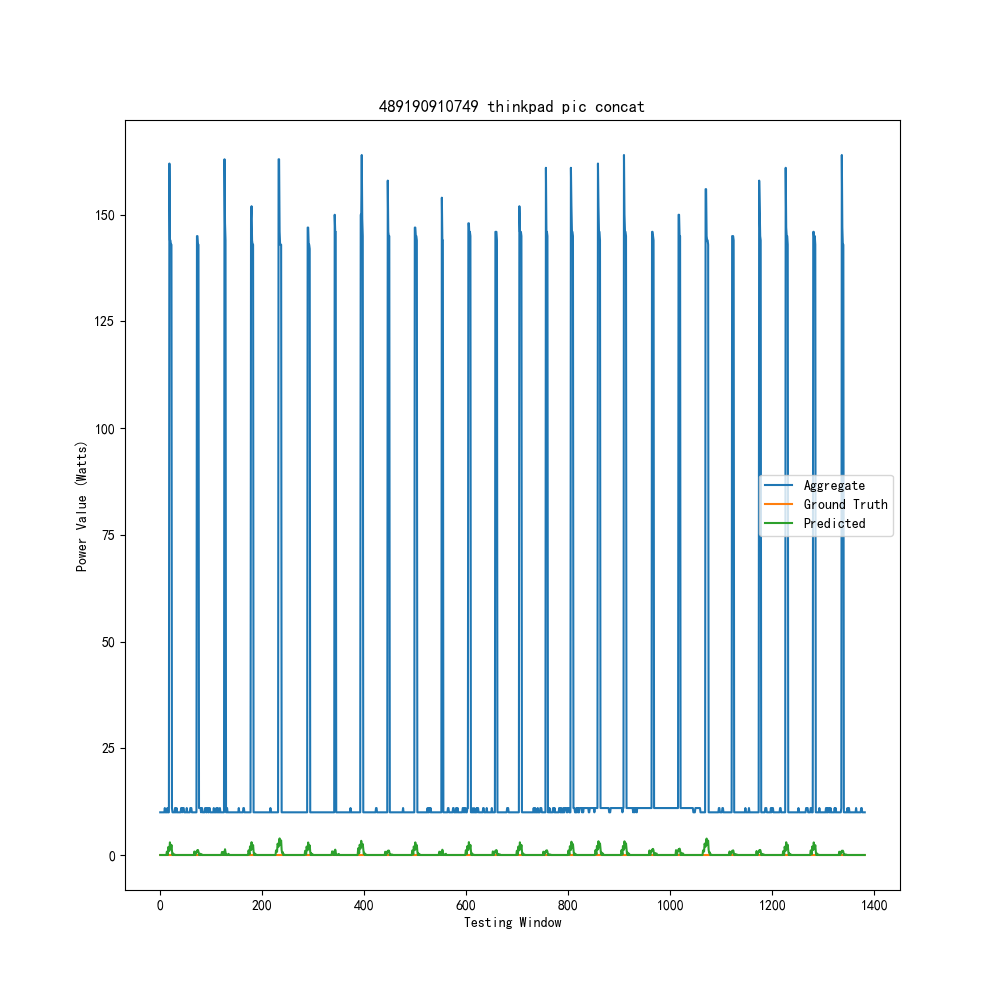 489190910749 thinkpad pic concat
Power Value (Watts)
150
125
100
75
50
25
0
Aggregate
Ground Truth
Predicted
0 200 400 600 800 1000 1200 1400
Testing Window